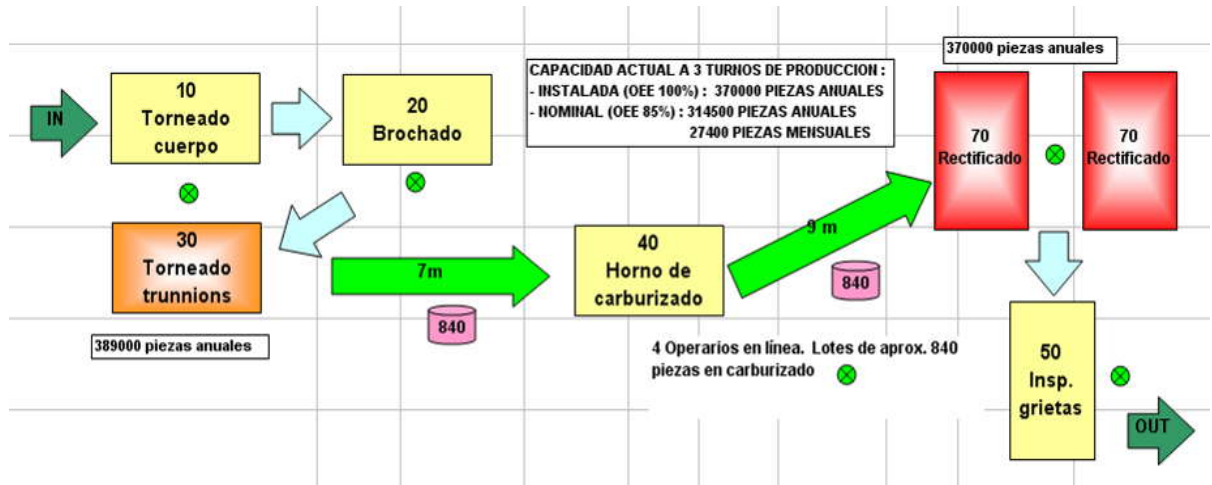 IN
10
Torneado
cuerpo
20
Brochado
CAPACIDAD ACTUAL A 3 TURNOS DE PRODUCCION :
- INSTALADA (OEE 100%) : 370000 PIEZAS ANUALES
- NOMINAL (OEE 85%) : 314500 PIEZAS ANUALES
27400 PIEZAS MENSUALES
370000 piezas anuales
70
Rectificado
70
Rectificado
30
Torneado
trunnions
389000 piezas anuales
7m
840
40
Horno de
carburizado
9 m
840
4 Operarios en línea. Lotes de aprox. 840
piezas en carburizado
50
Insp.
grietas
OUT